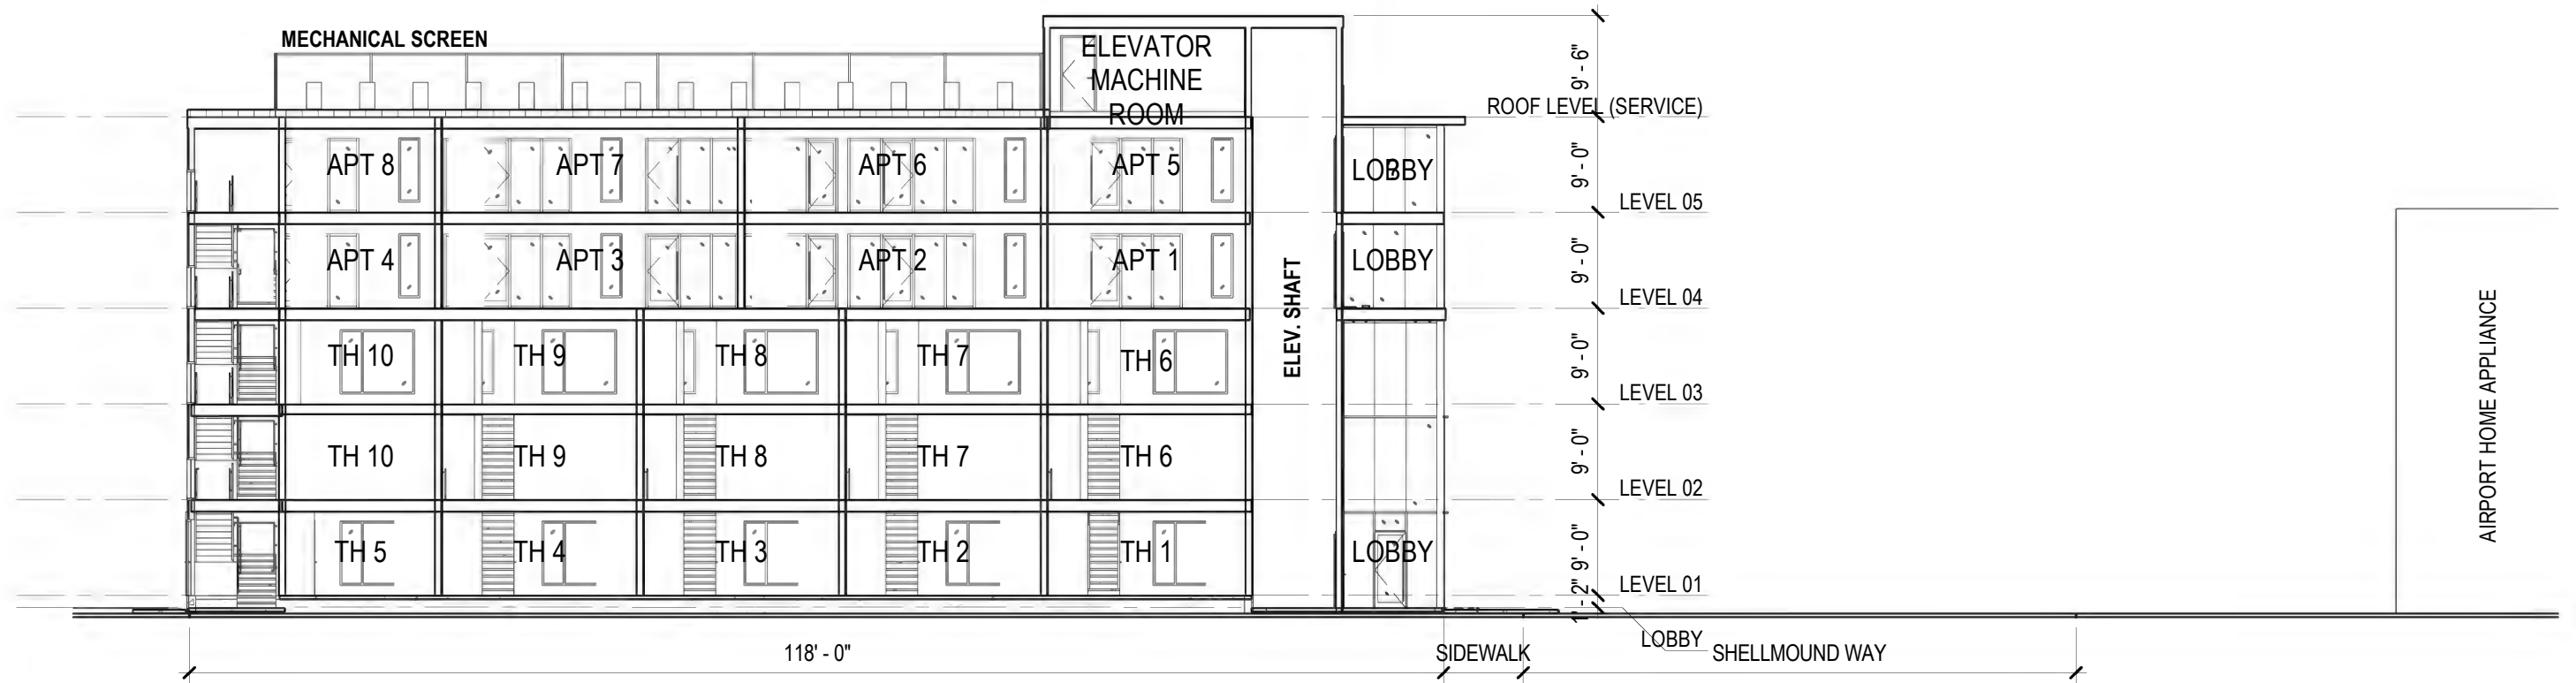 MECHANICAL SCREEN
ELEVATOR
MACHINE
ROOM
9' - 6"
ROOF LEVEL (SERVICE)
APT 8
APT 7
APT 6
APT 5
LOBBY
9' - 0"
LEVEL 05
APT 4
APT 3
APT 2
APT 1
ELEV. SHAFT
LOBBY
9' - 0"
LEVEL 04
TH 10
TH 9
TH 8
TH 7
TH 6
9' - 0"
LEVEL 03
AIRPORT HOME APPLIANCE
TH 10
TH 9
TH 8
TH 7
TH 6
9' - 0"
LEVEL 02
TH 5
TH 4
TH 3
TH 2
TH 1
LOBBY
9' - 0"
LEVEL 01
1' - 2"
118' - 0"
SIDEWALK
LOBBY
SHELLMOUND WAY